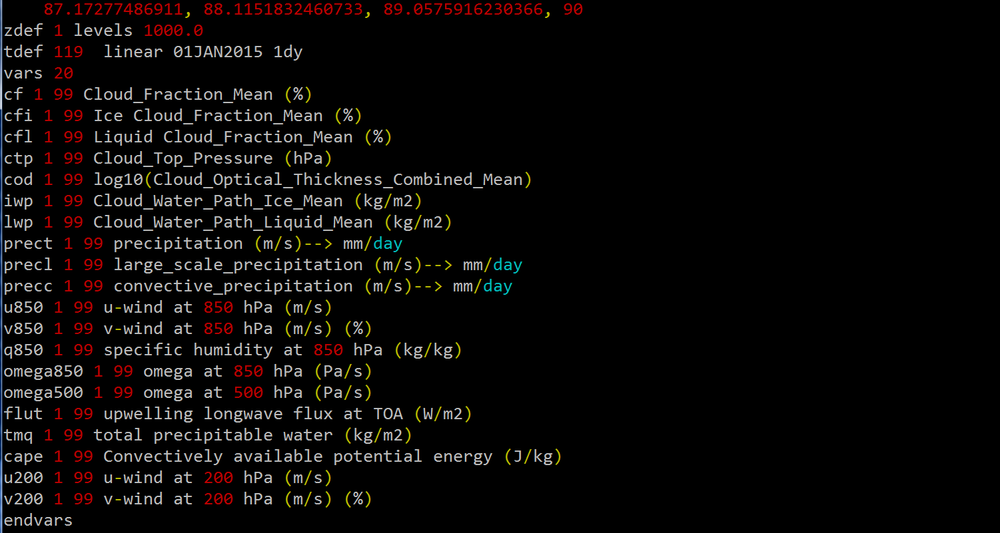 87.17277486911, 88.1151832460733, 89.0575916230366, 90
zdef 1 levels 1000.0
tdef 119  linear 01JAN2015 1dy
vars 20
cf 1 99 Cloud_Fraction_Mean (%)
cfi 1 99 Ice Cloud_Fraction_Mean (%)
cfl 1 99 Liquid Cloud_Fraction_Mean (%)
ctp 1 99 Cloud_Top_Pressure (hPa)
cod 1 99 log10(Cloud_Optical_Thickness_Combined_Mean)
iwp 1 99 Cloud_Water_Path_Ice_Mean (kg/m2)
lwp 1 99 Cloud_Water_Path_Liquid_Mean (kg/m2)
prect 1 99 precipitation (m/s)--> mm/day
precl 1 99 large_scale_precipitation (m/s)--> mm/day
precc 1 99 convective_precipitation (m/s)--> mm/day
u850 1 99 u-wind at 850 hPa (m/s)
v850 1 99 v-wind at 850 hPa (m/s) (%)
q850 1 99 specific humidity at 850 hPa (kg/kg)
omega850 1 99 omega at 850 hPa (Pa/s)
omega500 1 99 omega at 500 hPa (Pa/s)
flut 1 99 upwelling longwave flux at TOA (W/m2)
tmq 1 99 total precipitable water (kg/m2)
cape 1 99 Convectively available potential energy (J/kg)
u200 1 99 u-wind at 200 hPa (m/s)
v200 1 99 v-wind at 200 hPa (m/s) (%)
endvars